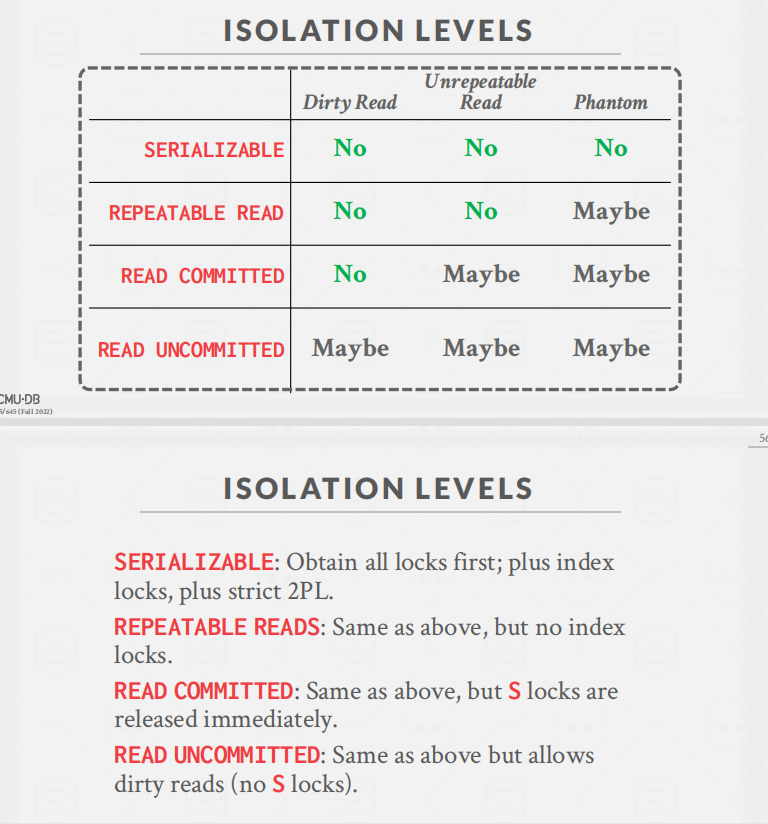 ISOLATION LEVELS
Dirty Read Unrepeatable Read Phantom
SERIALIZABLE No No No
REPEATABLE READ No No Maybe
READ COMMITTED No Maybe Maybe
READ UNCOMMITTED Maybe Maybe Maybe
CMU·DB
5/645 (Fall 2022)
56
ISOLATION LEVELS
SERIALIZABLE: Obtain all locks first; plus index
locks, plus strict 2PL.
REPEATABLE READS: Same as above, but no index
locks.
READ COMMITTED: Same as above, but S locks are
released immediately.
READ UNCOMMITTED: Same as above but allows
dirty reads (no S locks).